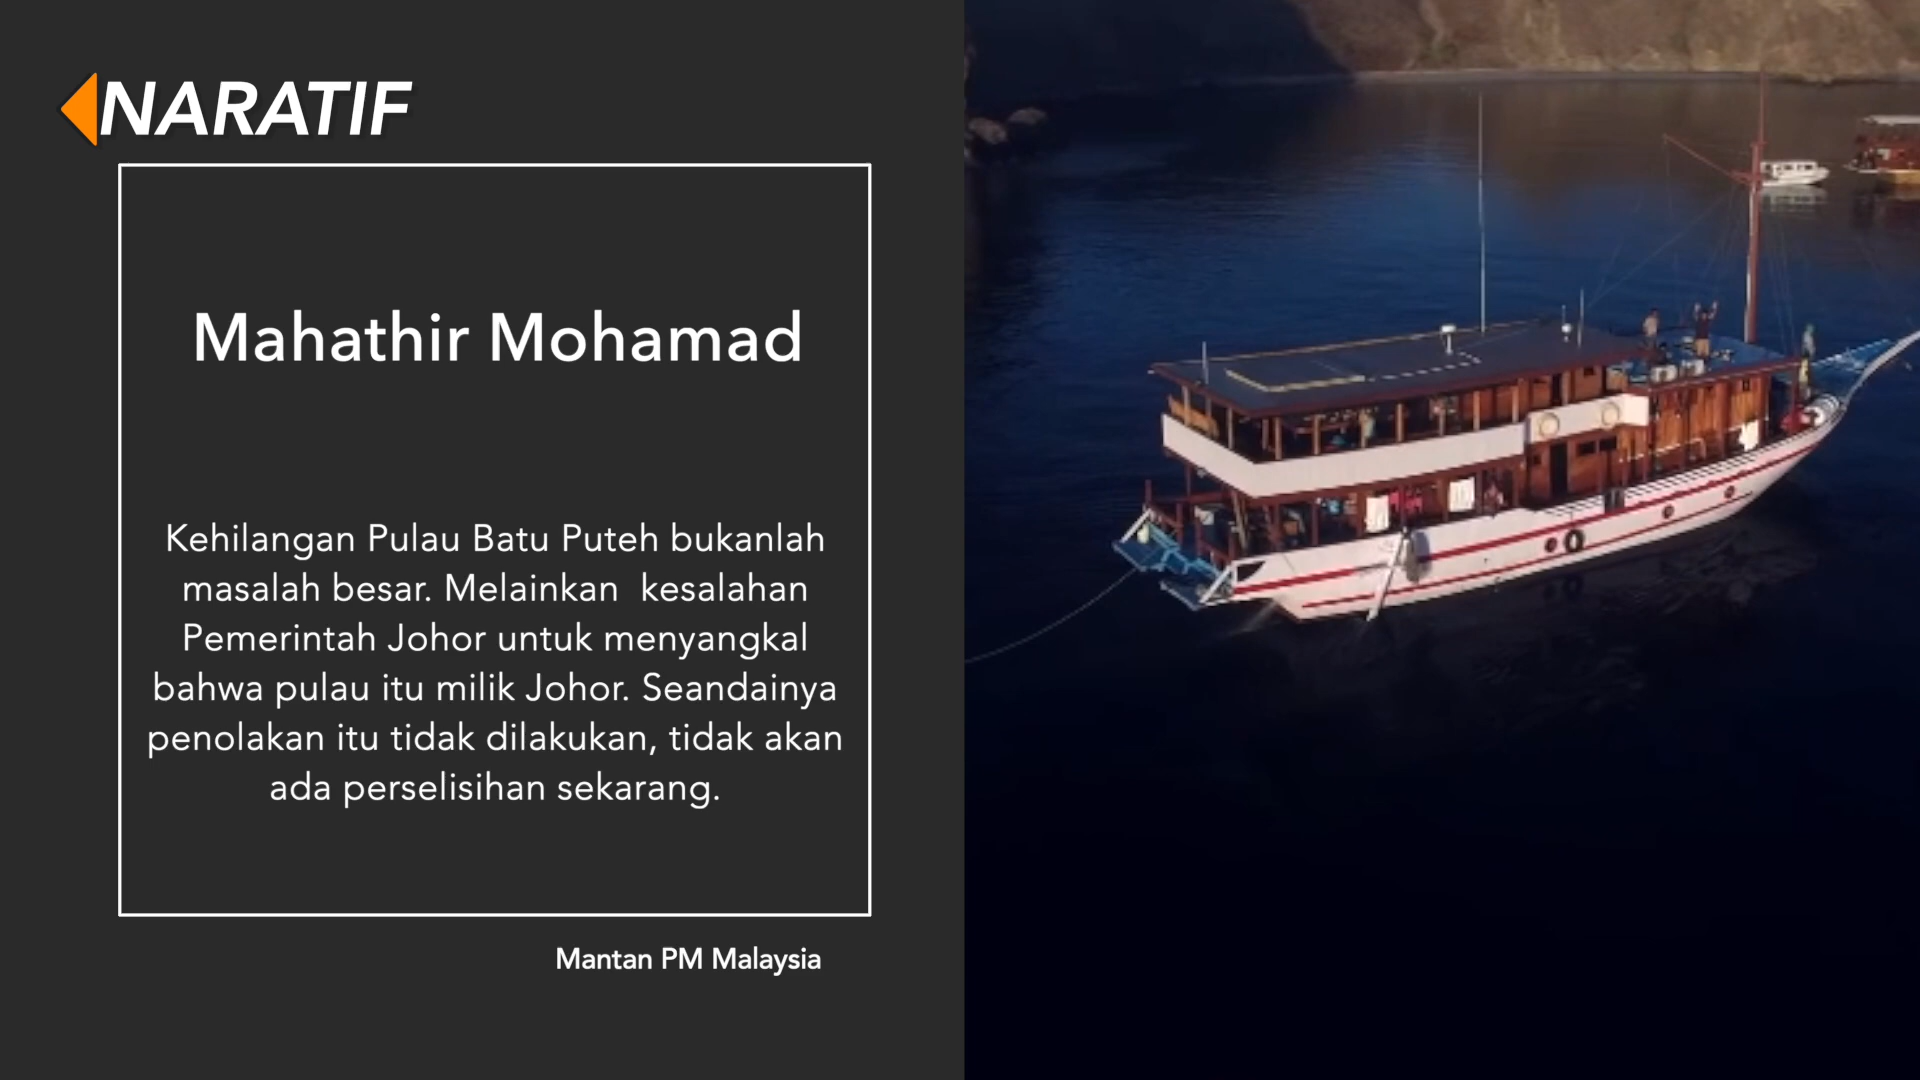 NARATIF
Mahathir Mohamad
Kehilangan Pulau Batu Puteh bukanlah
masalah besar. Melainkan  kesalahan
Pemerintah Johor untuk menyangkal
bahwa pulau itu milik Johor. Seandainya
penolakan itu tidak dilakukan, tidak akan
ada perselisihan sekarang.
Mantan PM Malaysia